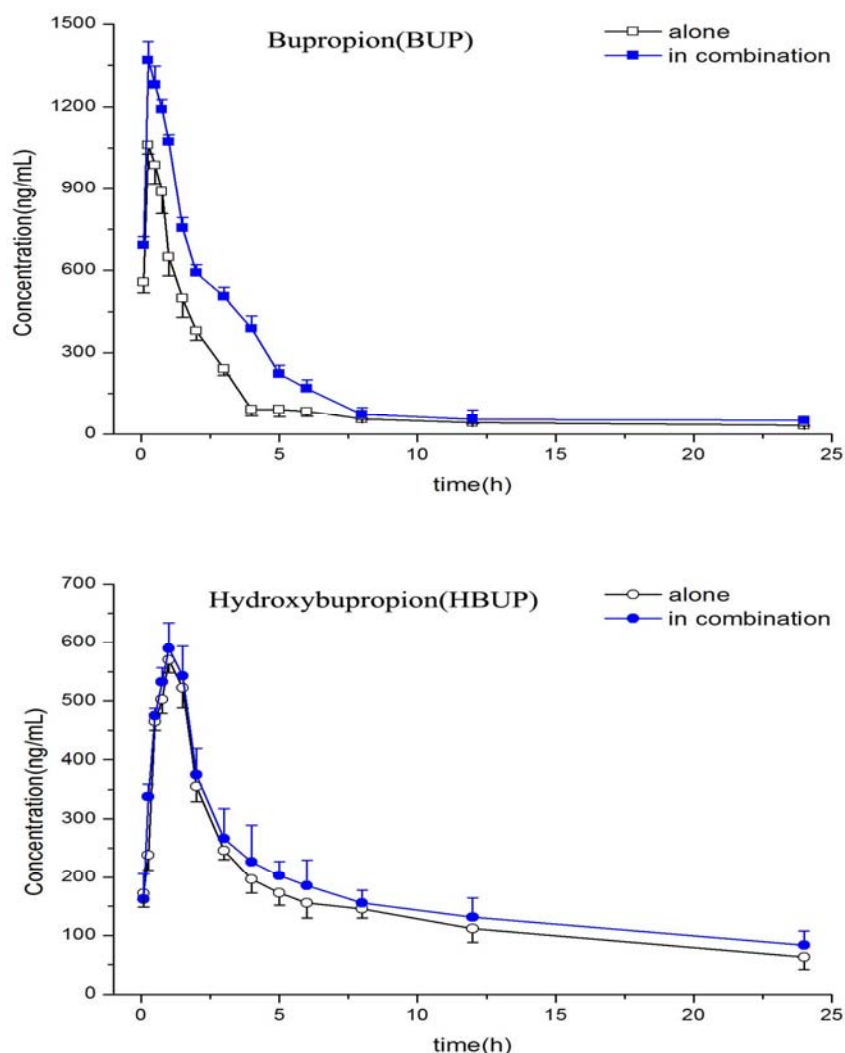 1500
Bupropion(BUP)
alone
in combination
1200
900
600
300
0
Concentration(ng/mL)
0 5 10 15 20 25
time(h)
700
Hydroxybupropion(HBUP)
alone
in combination
600
500
400
300
200
100
0
Concentration(ng/mL)
0 5 10 15 20 25
time(h)